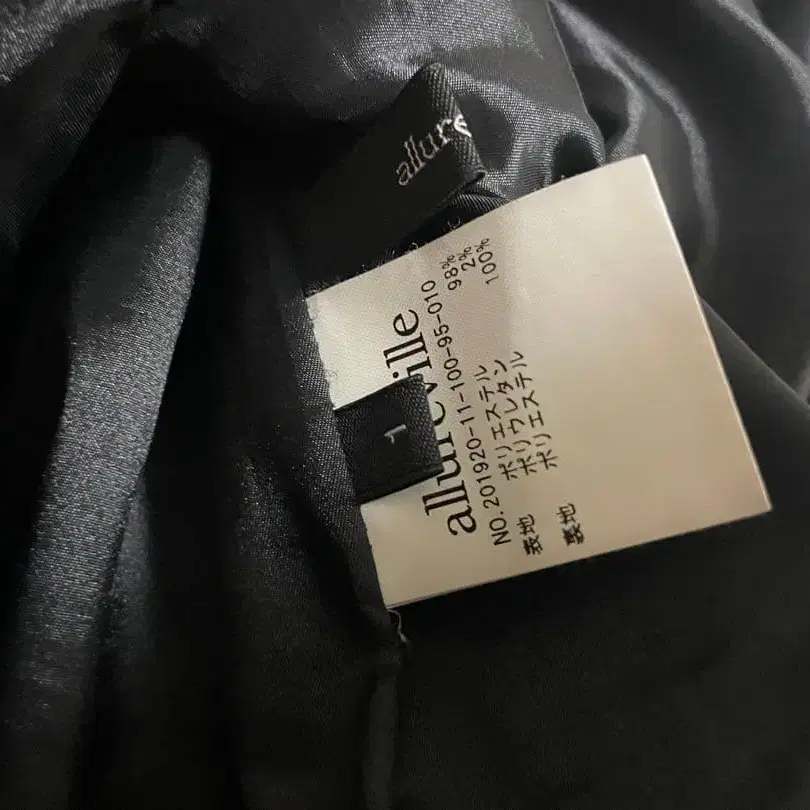 allure
1
allureville
NO.201920-11-100-95-010
表地 ポリエステル 98%
ポリウレタン 2%
裏地 ポリエステル 100%